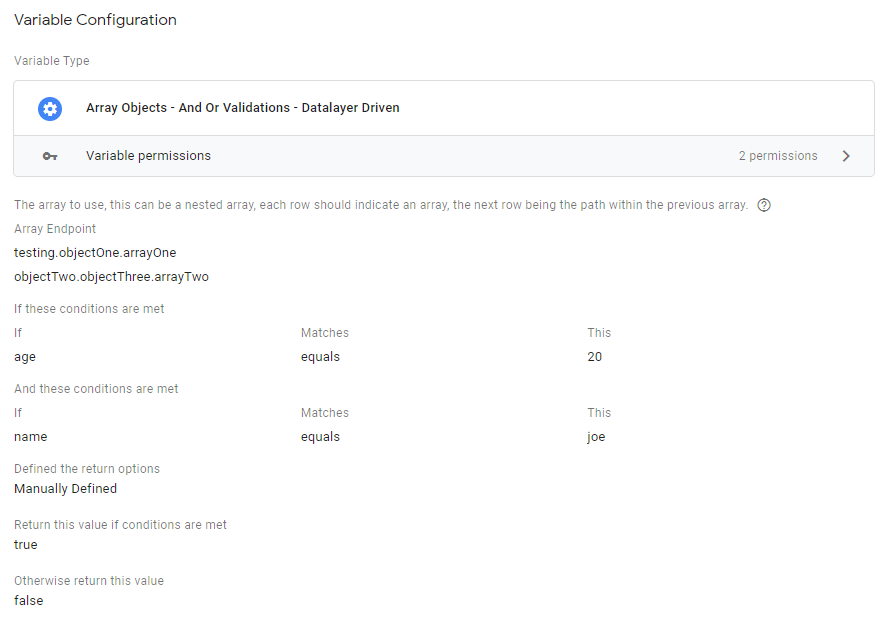 Variable Configuration
Variable Type
Array Objects - And Or Validations - Datalayer Driven
Variable permissions 2 permissions
The array to use, this can be a nested array, each row should indicate an array, the next row being the path within the previous array. ?
Array Endpoint
testing.objectOne.arrayOne
objectTwo.objectThree.arrayTwo
If these conditions are met
If Matches This
age equals 20
And these conditions are met
If Matches This
name equals joe
Defined the return options
Manually Defined
Return this value if conditions are met
true
Otherwise return this value
false